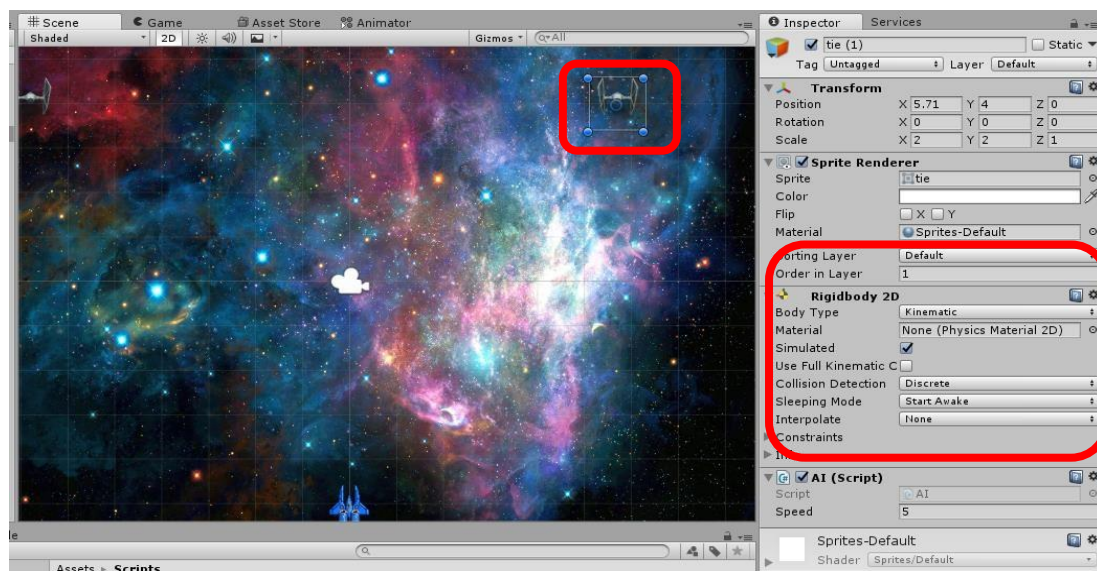 Scene Game Asset Store Animator
Shaded 2D Gizmos All
Inspector Services
tie (1) Static
Tag Untagged Layer Default
Transform
Position X 5.71 Y 4 Z 0
Rotation X 0 Y 0 Z 0
Scale X 2 Y 2 Z 1
Sprite Renderer
Sprite tie
Color
Flip X Y
Material Sprites-Default
Layer Default
Order in Layer 1
Rigidbody 2D
Body Type Kinematic
Material None (Physics Material 2D)
Simulated
Use Full Kinematic C
Collision Detection Discrete
Sleeping Mode Start Awake
Interpolate None
Constraints
AI (Script)
Script AI
Speed 5
Sprites-Default
Shader Sprites/Default
Assets Scripts